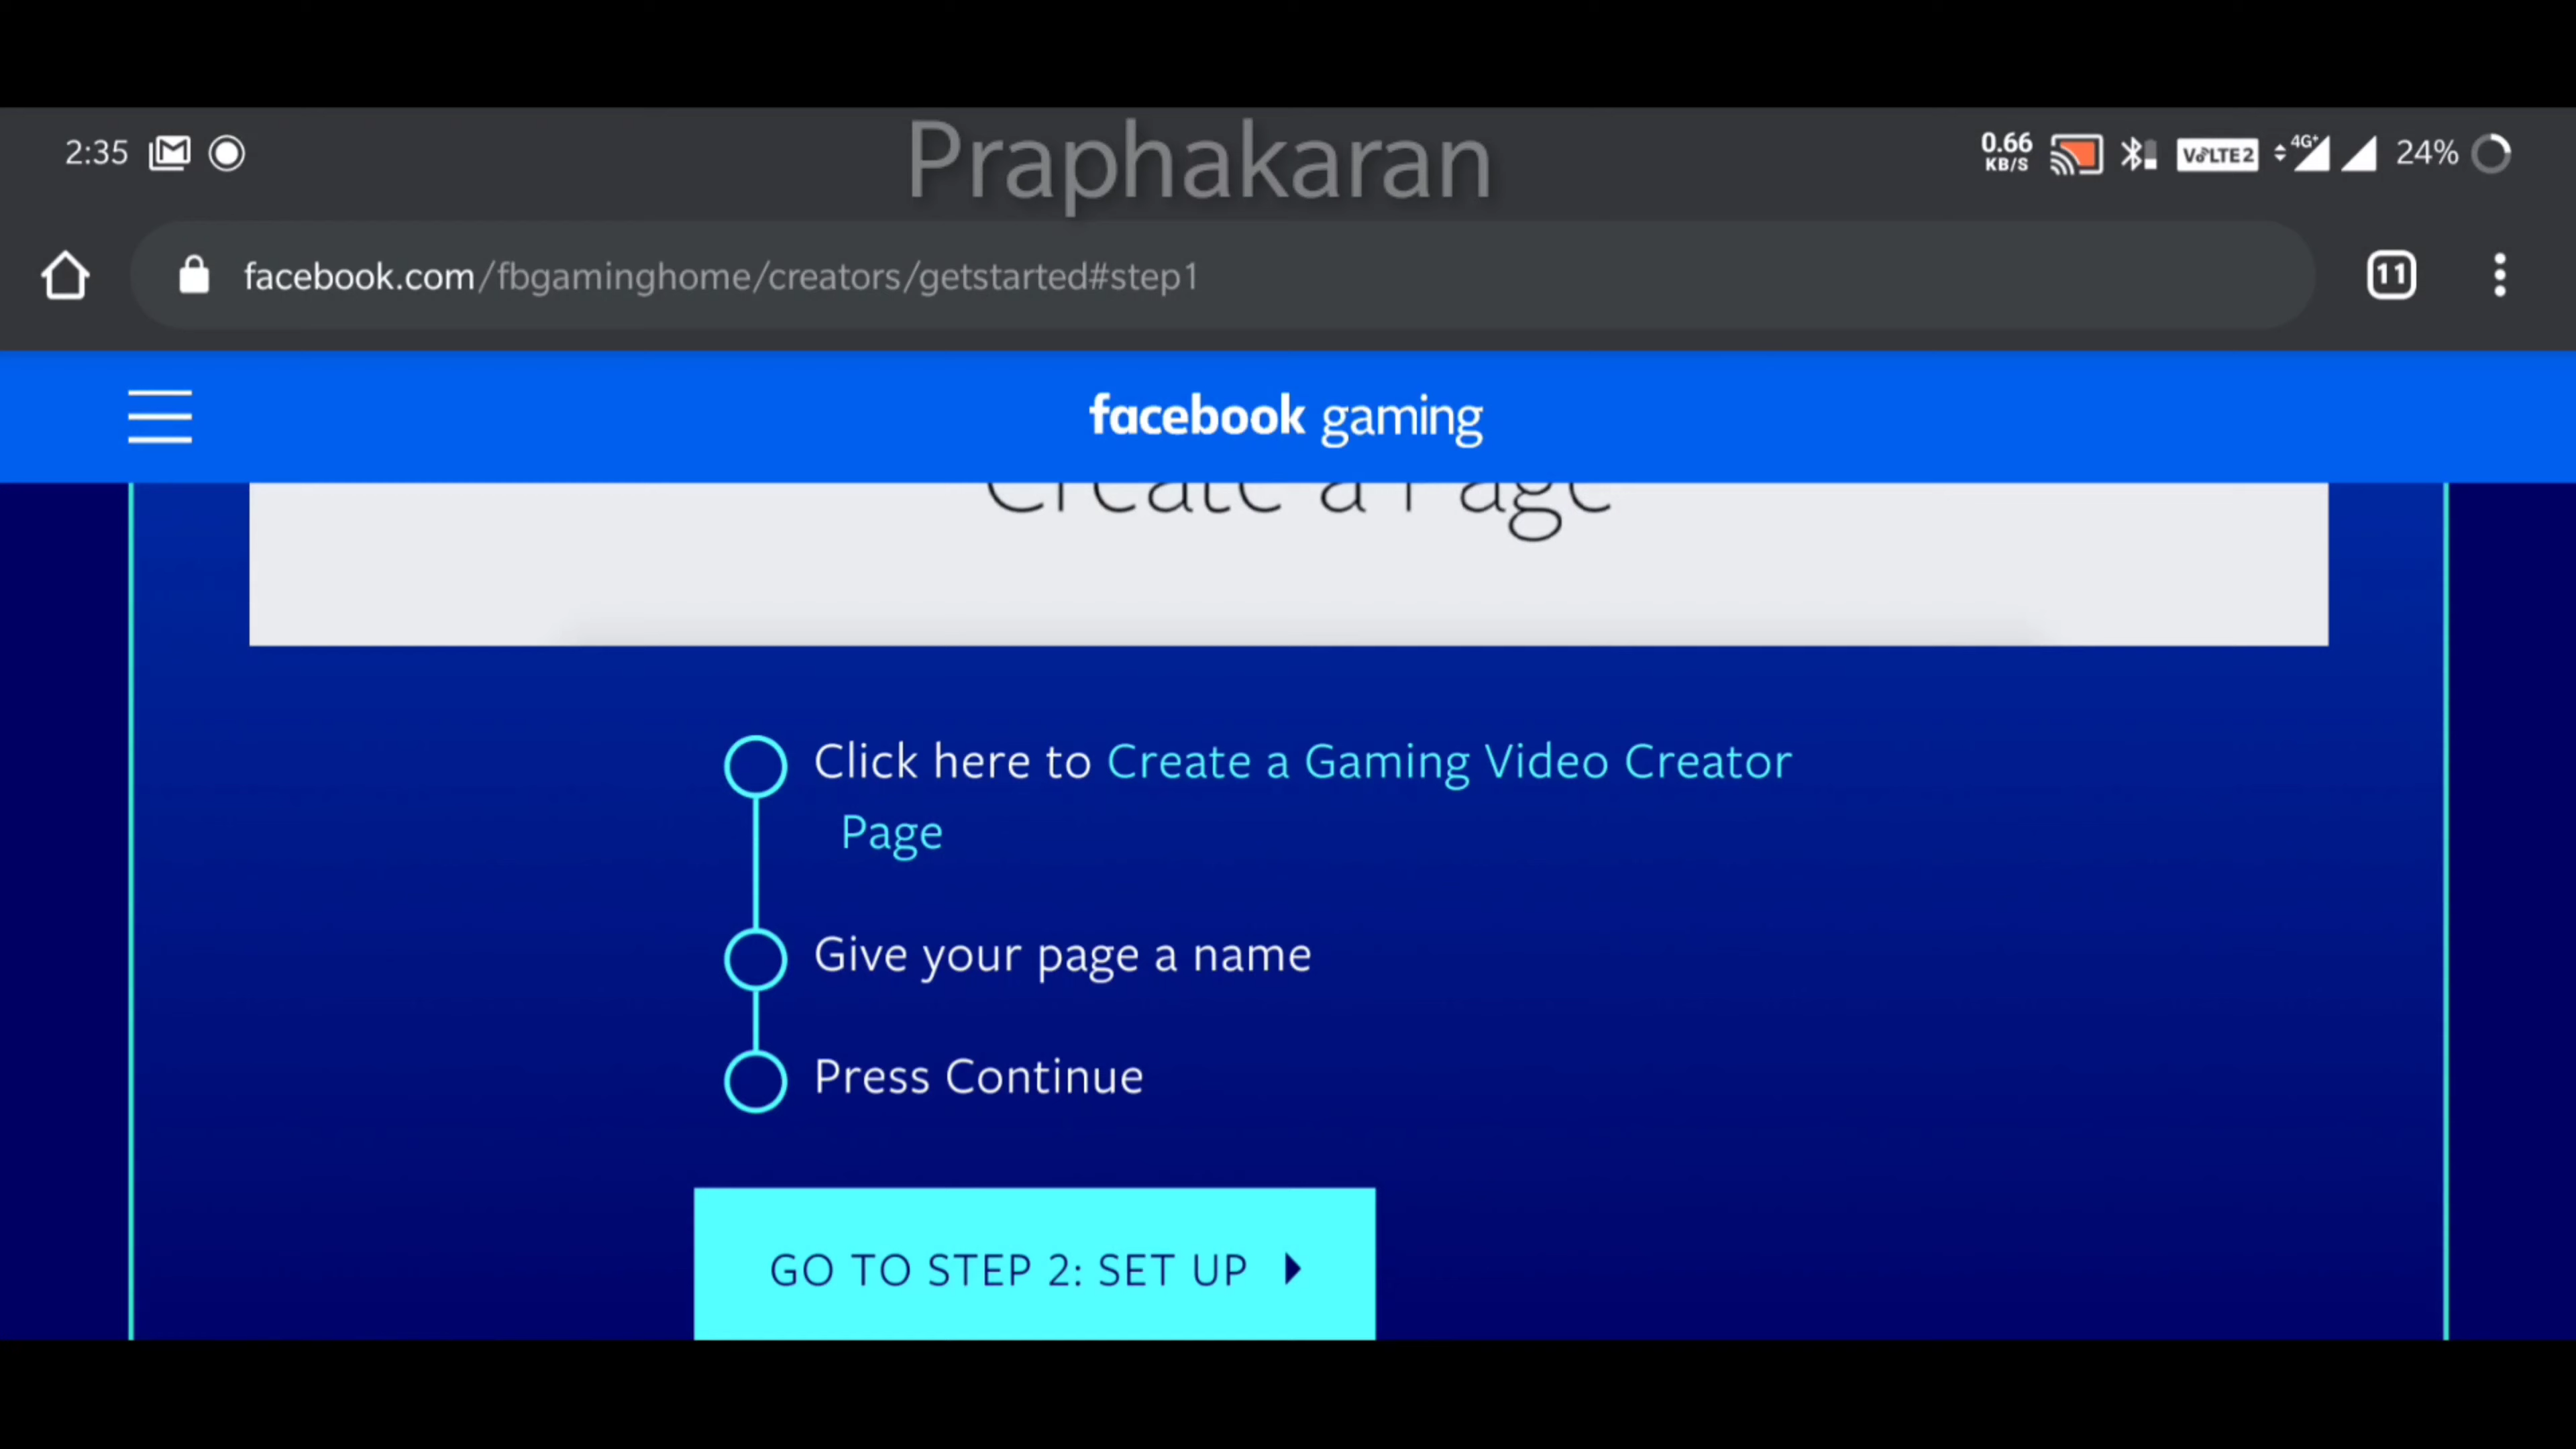 Praphakaran
2:35
0.66
KB/S
VoLTE2
4G+
24%
facebook.com/fbgaminghome/creators/getstarted#step1
11
facebook gaming
Create a Page
Click here to Create a Gaming Video Creator
Page
Give your page a name
Press Continue
GO TO STEP 2: SET UP